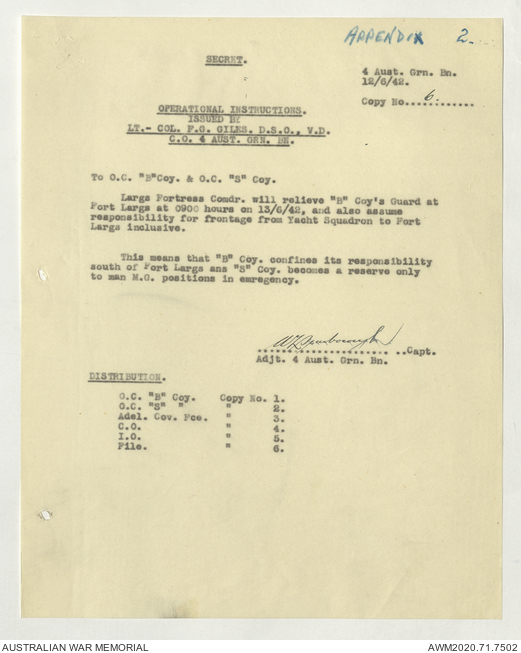 APPENDIX 2.
SECRET.
4 Aust. Grn. Bn.
12/6/42.
Copy No...6.......
OPERATIONAL INSTRUCTIONS.
ISSUED BY
LT.- COL. F.G. GILES. D.S.O., V.D.
C.O. 4 AUST. GRN. BN.
To O.C. "B"Coy. & O.C. "S" Coy.
Largs Fortress Comdr. will relieve "B" Coy's Guard at
Fort Largs at 0900 hours on 13/6/42, and also assume
responsibility for frontage from Yacht Squadron to Fort
Largs inclusive.
This means that "B" Coy. confines its responsibility
south of Fort Largs ans "S" Coy. becomes a reserve only
to man M.G. positions in emregency.
..Capt.
Adjt. 4 Aust. Grn. Bn.
DISTRIBUTION.
O.C. "B" Coy. Copy No. 1.
O.C. "S" " " 2.
Adel. Cov. Fce. " 3.
C.O. " 4.
I.O. " 5.
File. " 6.
AUSTRALIAN WAR MEMORIAL AWM2020.71.7502